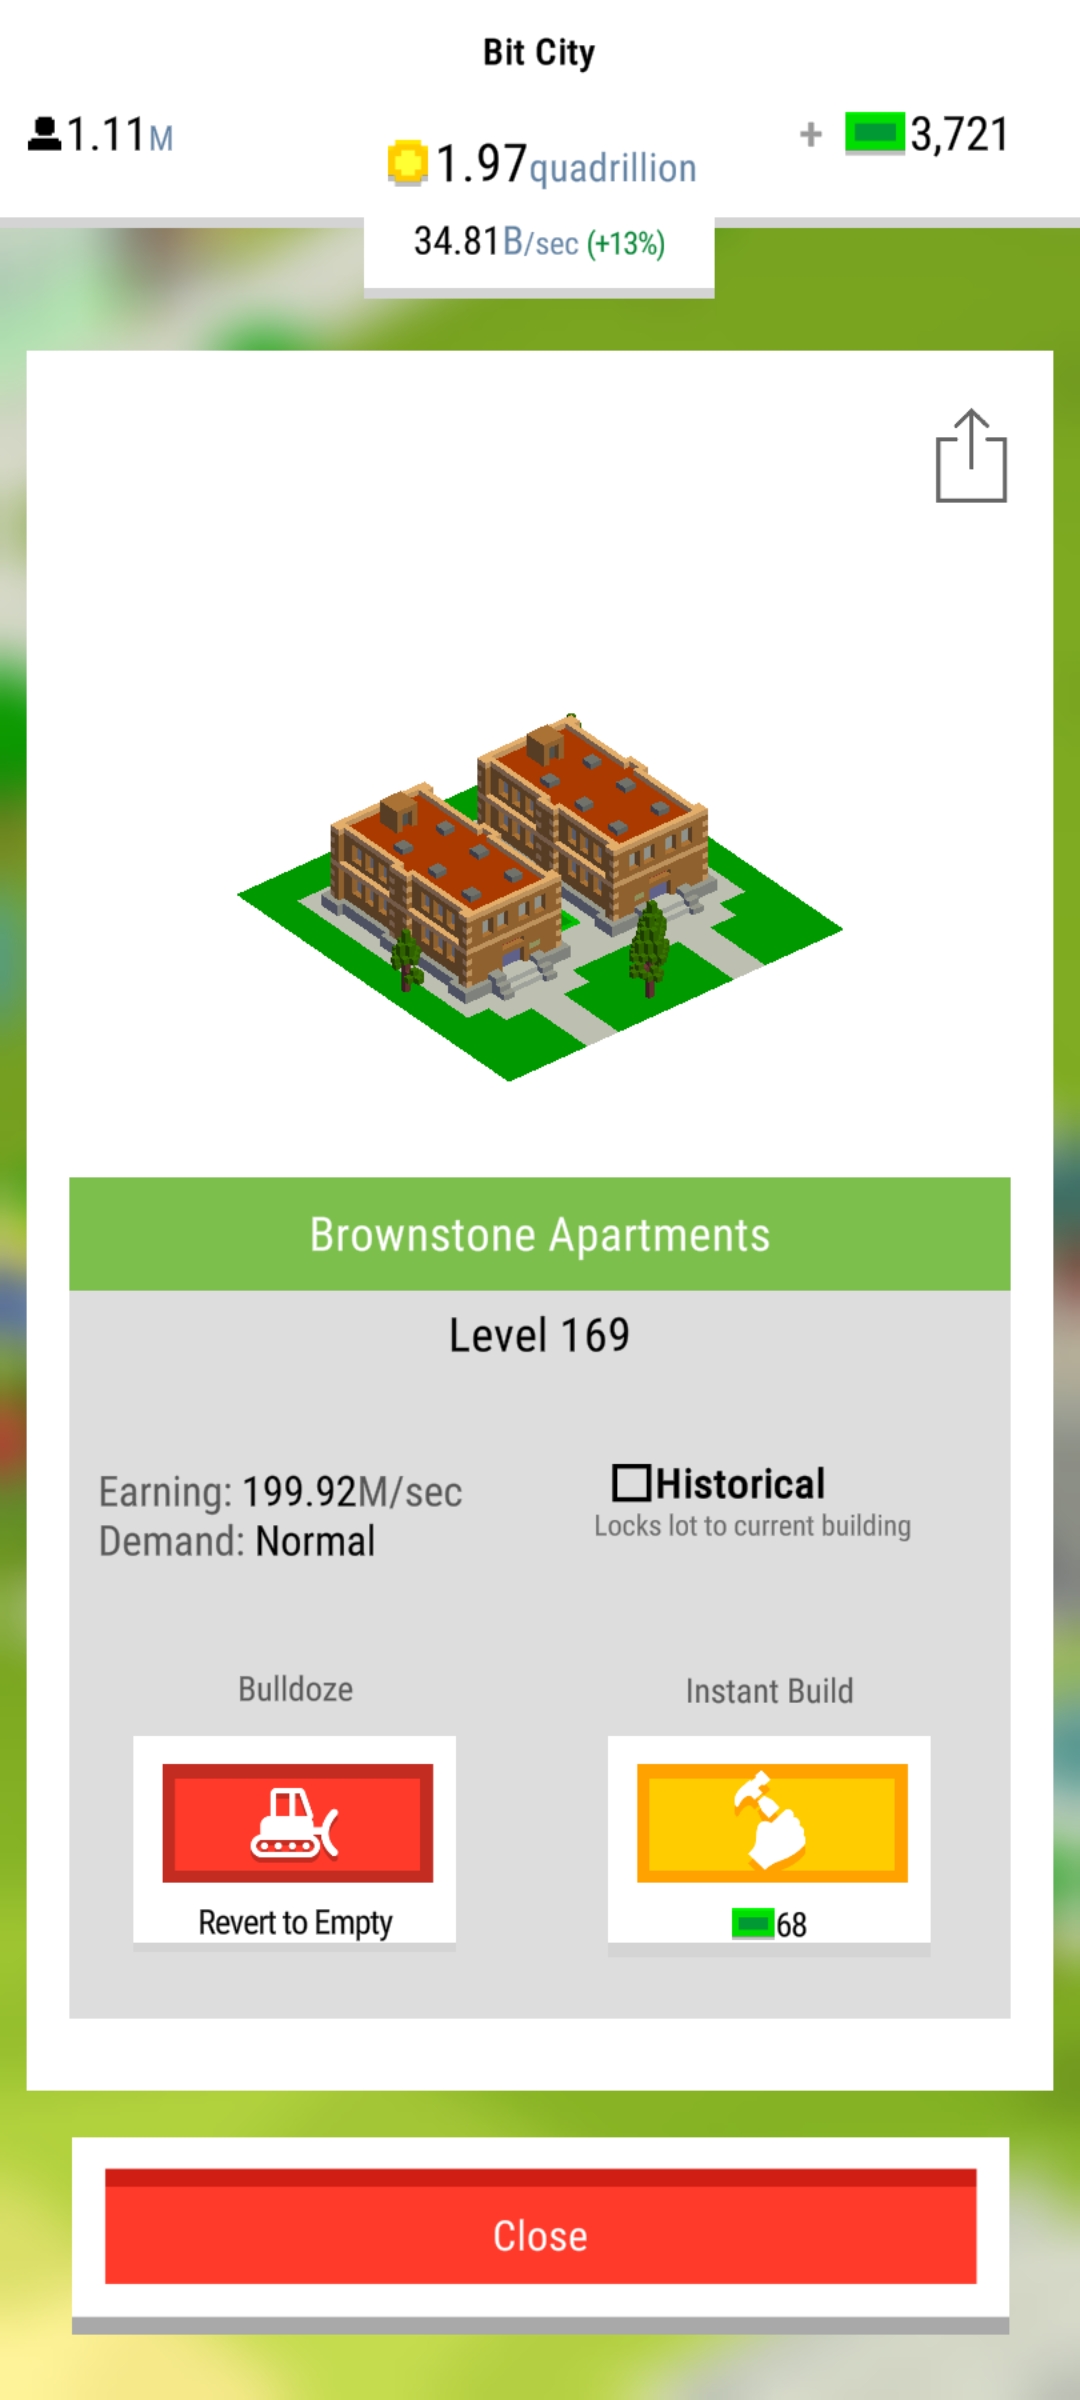 Bit City
1.11M
+ 3,721
1.97quadrillion
34.81B/sec (+13%)
Brownstone Apartments
Level 169
Earning: 199.92M/sec
Demand: Normal
Historical
Locks lot to current building
Bulldoze
Revert to Empty
Instant Build
68
Close